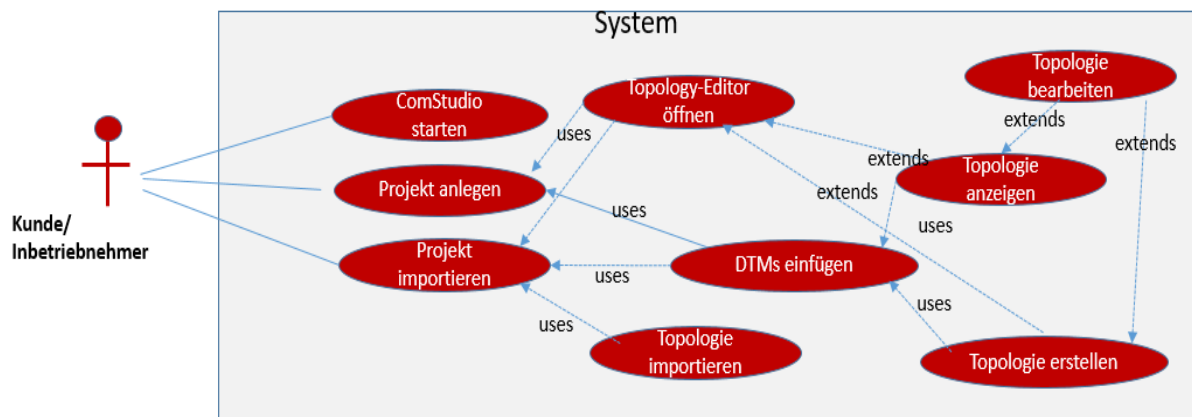 System
Topologie
bearbeiten
Topology-Editor
öffnen
ComStudio
starten
uses
extends
extends
extends
Topologie
anzeigen
Projekt anlegen
extends
uses
uses
Kunde/
Inbetriebnehmer
Projekt
importieren
uses
DTMs einfügen
uses
uses
Topologie
importieren
Topologie erstellen